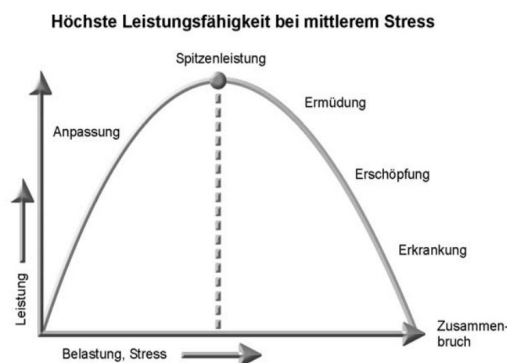 Höchste Leistungsfähigkeit bei mittlerem Stress
Spitzenleistung
Ermüdung
Anpassung
Erschöpfung
Erkrankung
Leistung
Zusammen-
bruch
Belastung, Stress